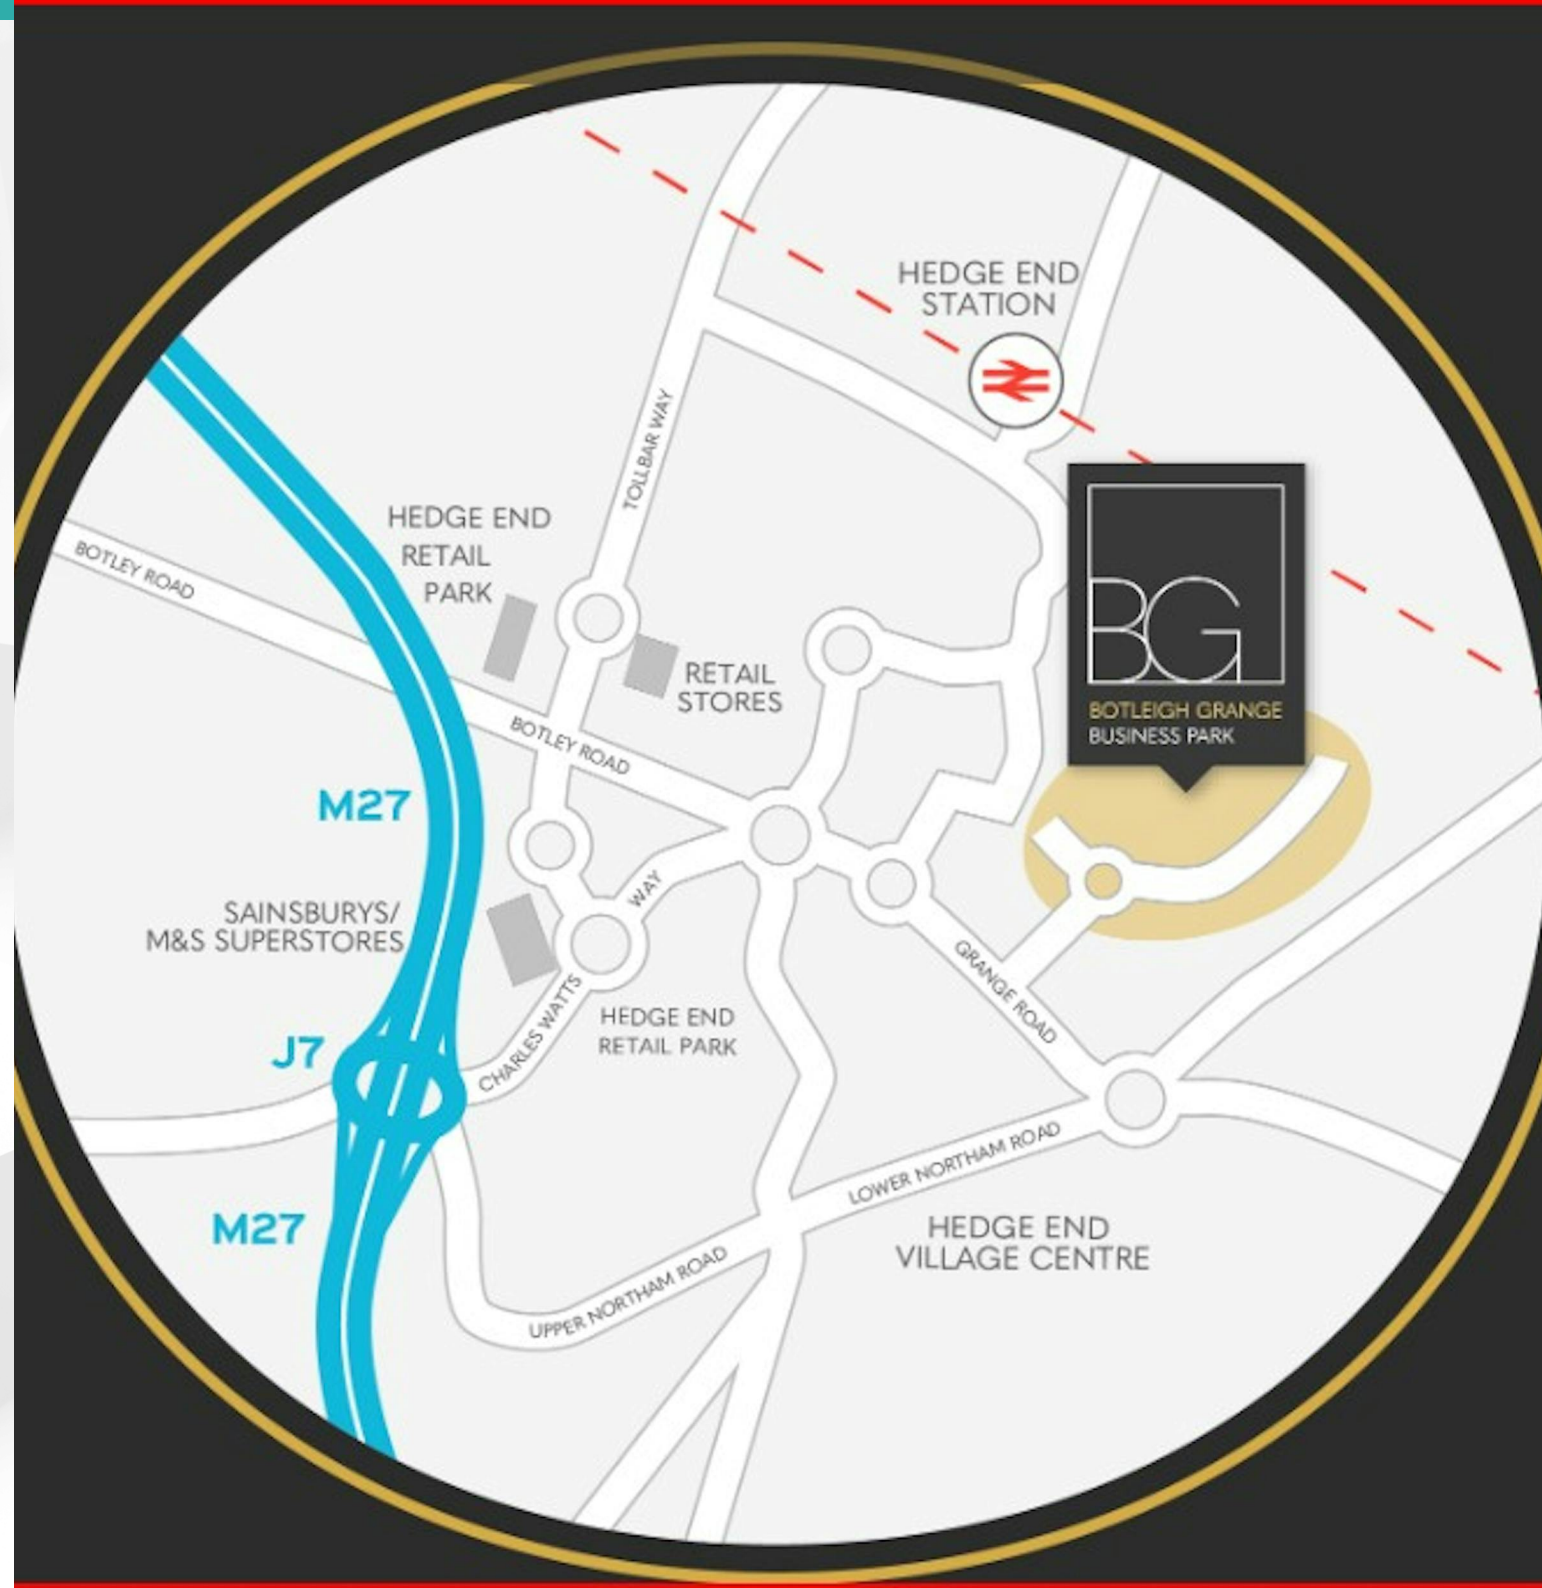 HEDGE END
STATION
TOLLBAR WAY
HEDGE END
RETAIL
PARK
BOTLEY ROAD
RETAIL
STORES
BOTLEY ROAD
BG
BOTLEIGH GRANGE
BUSINESS PARK
M27
WAY
SAINSBURYS/
M&S SUPERSTORES
GRANGE ROAD
CHARLES WATTS
HEDGE END
RETAIL PARK
J7
LOWER NORTHAM ROAD
M27
HEDGE END
VILLAGE CENTRE
UPPER NORTHAM ROAD